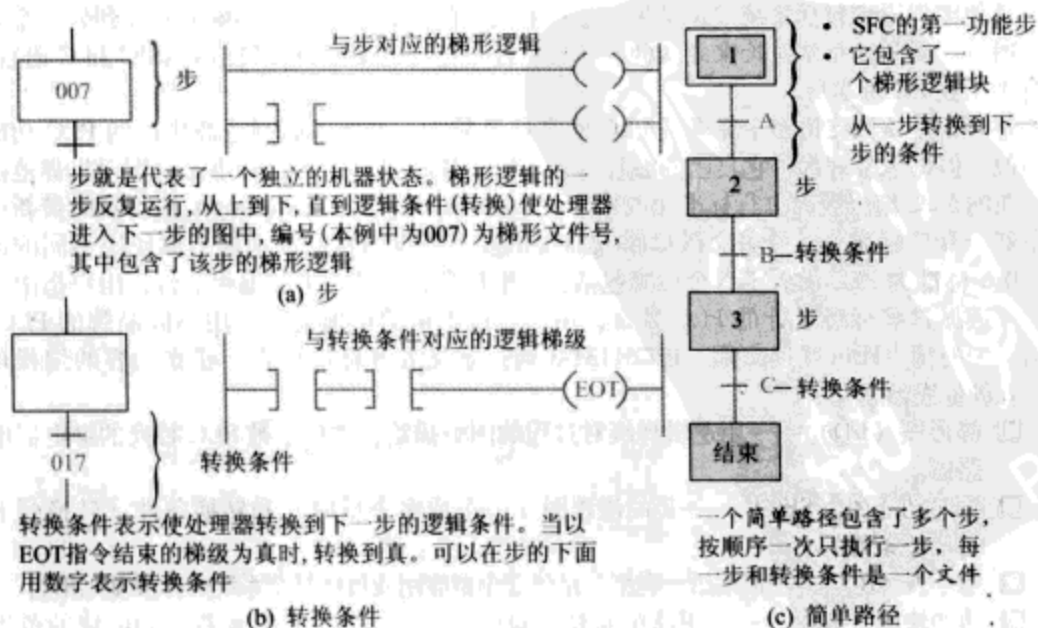 007
步
与步对应的梯形逻辑
步就是代表了一个独立的机器状态。梯形逻辑的
步反复运行,从上到下,直到逻辑条件(转换)使处理器
进入下一步的图中,编号(本例中为007)为梯形文件号,
其中包含了该步的梯形逻辑
(a) 步
017
转换条件
与转换条件对应的逻辑梯级
EOT
转换条件表示使处理器转换到下一步的逻辑条件。当以
EOT指令结束的梯级为真时,转换到真。可以在步的下面
用数字表示转换条件
(b) 转换条件
1
• SFC的第一功能步
• 它包含了一
个梯形逻辑块
A
从一步转换到下一
步的条件
2
步
B
转换条件
3
步
C
转换条件
结束
一个简单路径包含了多个步,
按顺序一次只执行一步,每
一步和转换条件是一个文件
(c) 简单路径